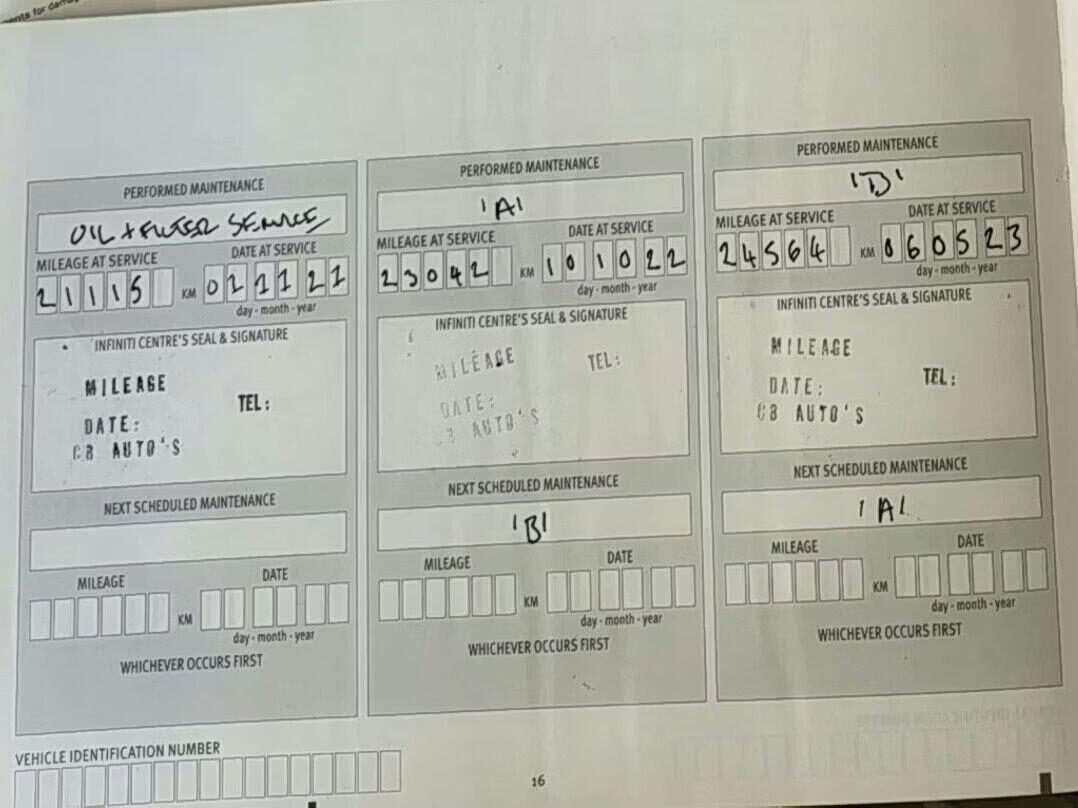 ents for dama
PERFORMED MAINTENANCE
OIL + FILTER SERVICE
MILEAGE AT SERVICE
DATE AT SERVICE
21115 KM 011121
day - month - year
INFINITI CENTRE'S SEAL & SIGNATURE
MILEAGE
TEL:
DATE:
CB AUTO'S
NEXT SCHEDULED MAINTENANCE
MILEAGE
DATE
KM
day - month - year
WHICHEVER OCCURS FIRST
PERFORMED MAINTENANCE
'A'
MILEAGE AT SERVICE
DATE AT SERVICE
23042 KM 101022
day - month - year
INFINITI CENTRE'S SEAL & SIGNATURE
MILEAGE
TEL:
DATE:
CB AUTO'S
NEXT SCHEDULED MAINTENANCE
'B'
MILEAGE
DATE
KM
day - month - year
WHICHEVER OCCURS FIRST
PERFORMED MAINTENANCE
'D'
MILEAGE AT SERVICE
DATE AT SERVICE
24564 KM 060523
day - month - year
INFINITI CENTRE'S SEAL & SIGNATURE
MILEAGE
TEL:
DATE:
CB AUTO'S
NEXT SCHEDULED MAINTENANCE
'A'
MILEAGE
DATE
KM
day - month - year
WHICHEVER OCCURS FIRST
VEHICLE IDENTIFICATION NUMBER
16